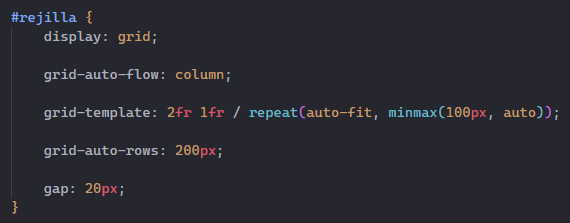 #rejilla {
display: grid;
grid-auto-flow: column;
grid-template: 2fr 1fr / repeat(auto-fit, minmax(100px, auto));
grid-auto-rows: 200px;
gap: 20px;
}